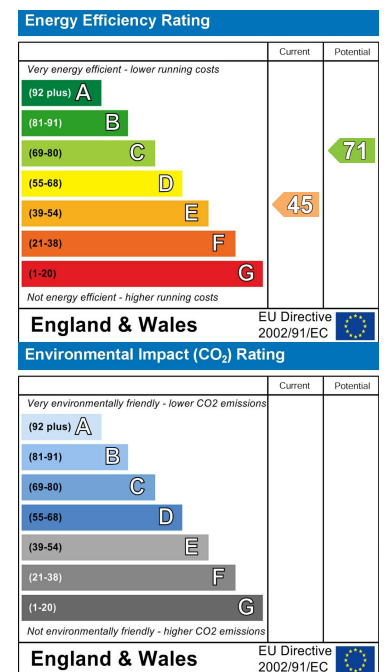 Energy Efficiency Rating
Current Potential
Very energy efficient - lower running costs
(92 plus) A
(81-91) B
(69-80) C
71
(55-68) D
(39-54) E
45
(21-38) F
(1-20) G
Not energy efficient - higher running costs
England & Wales
EU Directive
2002/91/EC
Environmental Impact (CO₂) Rating
Current Potential
Very environmentally friendly - lower CO2 emissions
(92 plus) A
(81-91) B
(69-80) C
(55-68) D
(39-54) E
(21-38) F
(1-20) G
Not environmentally friendly - higher CO2 emissions
England & Wales
EU Directive
2002/91/EC